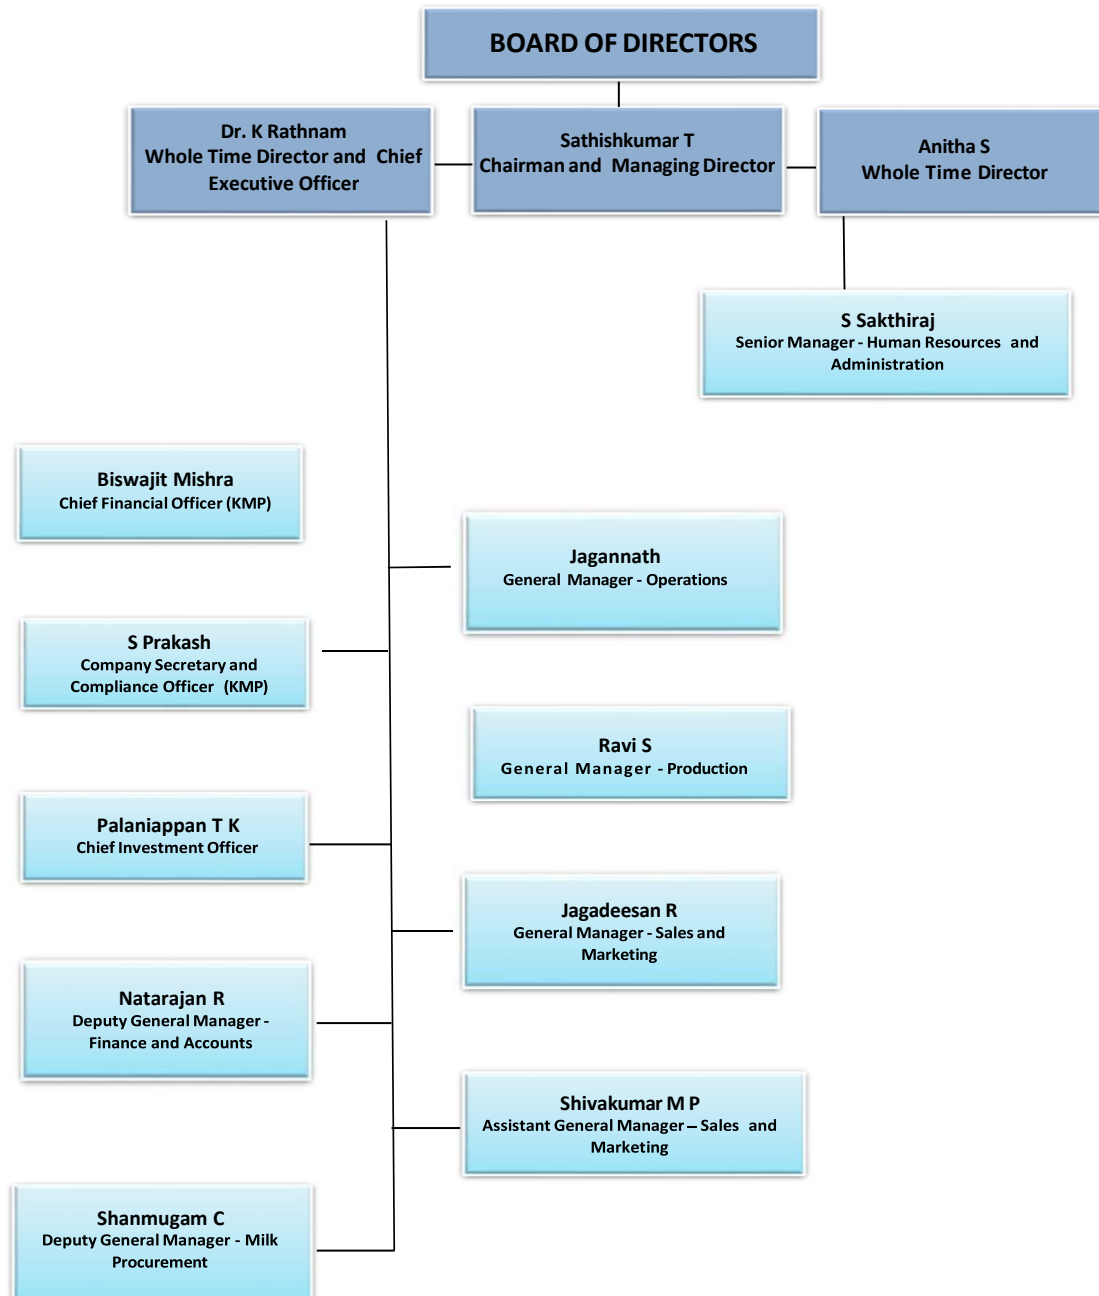 BOARD OF DIRECTORS
Dr. K Rathnam
Whole Time Director and Chief
Executive Officer
Sathishkumar T
Chairman and Managing Director
Anitha S
Whole Time Director
S Sakthiraj
Senior Manager - Human Resources and
Administration
Biswajit Mishra
Chief Financial Officer (KMP)
Jagannath
General Manager - Operations
S Prakash
Company Secretary and
Compliance Officer (KMP)
Ravi S
General Manager - Production
Palaniappan T K
Chief Investment Officer
Jagadeesan R
General Manager - Sales and
Marketing
Natarajan R
Deputy General Manager -
Finance and Accounts
Shivakumar M P
Assistant General Manager – Sales and
Marketing
Shanmugam C
Deputy General Manager - Milk
Procurement